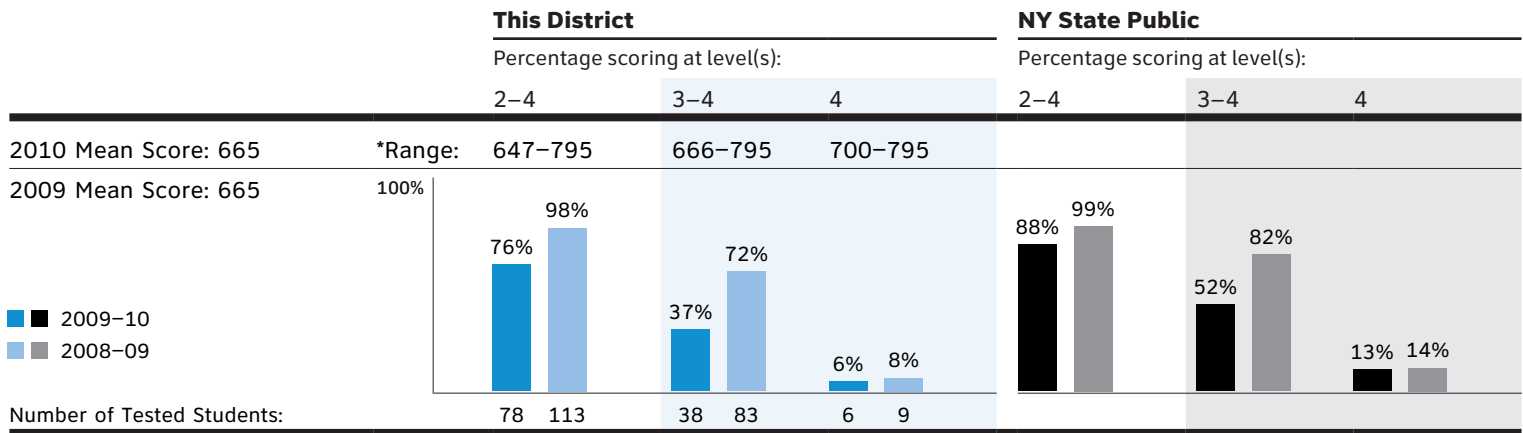 This District NY State Public
Percentage scoring at level(s): Percentage scoring at level(s):
2–4 3–4 4 2–4 3–4 4
2010 Mean Score: 665 *Range: 647–795 666–795 700–795
2009 Mean Score: 665 100%
98% 99%
76% 88%
72% 82%
37% 52%
6% 8% 13% 14%
2009–10
2008–09
Number of Tested Students: 78 113 38 83 6 9